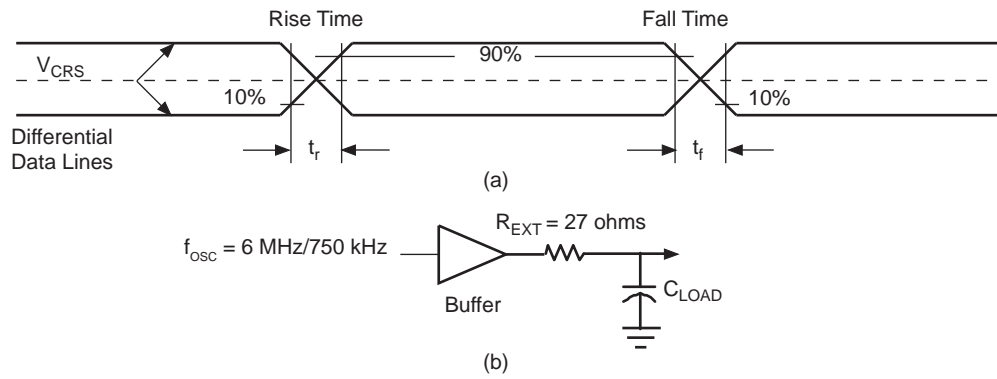 Rise Time
Fall Time
V_CRS
90%
10%
10%
Differential
Data Lines
t_r
t_f
(a)
R_EXT = 27 ohms
f_OSC = 6 MHz/750 kHz
C_LOAD
Buffer
(b)